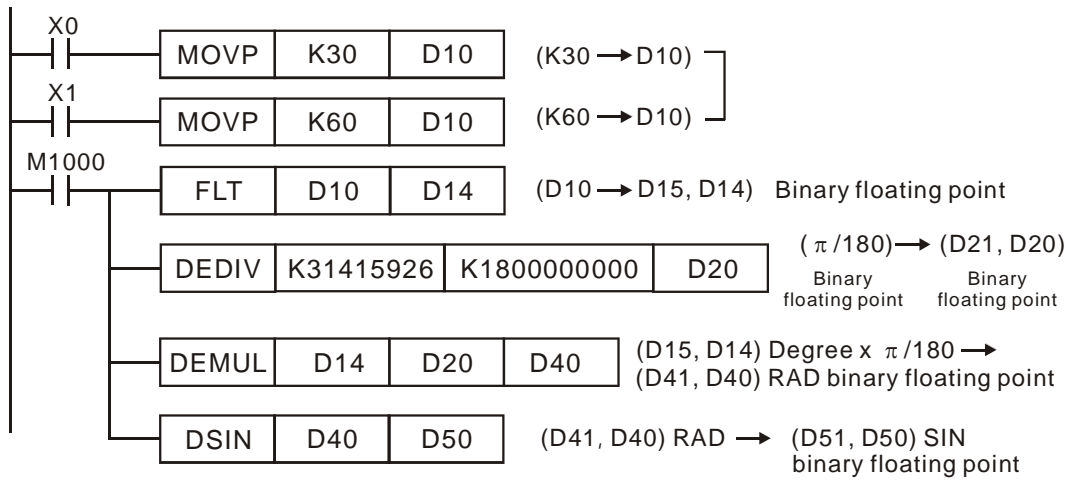 X0
MOVP K30 D10 (K30 → D10)
X1
MOVP K60 D10 (K60 → D10)
M1000
FLT D10 D14 (D10 → D15, D14) Binary floating point
DEDIV K31415926 K1800000000 D20 (π/180) → (D21, D20)
Binary floating point Binary floating point
DEMUL D14 D20 D40 (D15, D14) Degree x π/180 →
(D41, D40) RAD binary floating point
DSIN D40 D50 (D41, D40) RAD → (D51, D50) SIN
binary floating point